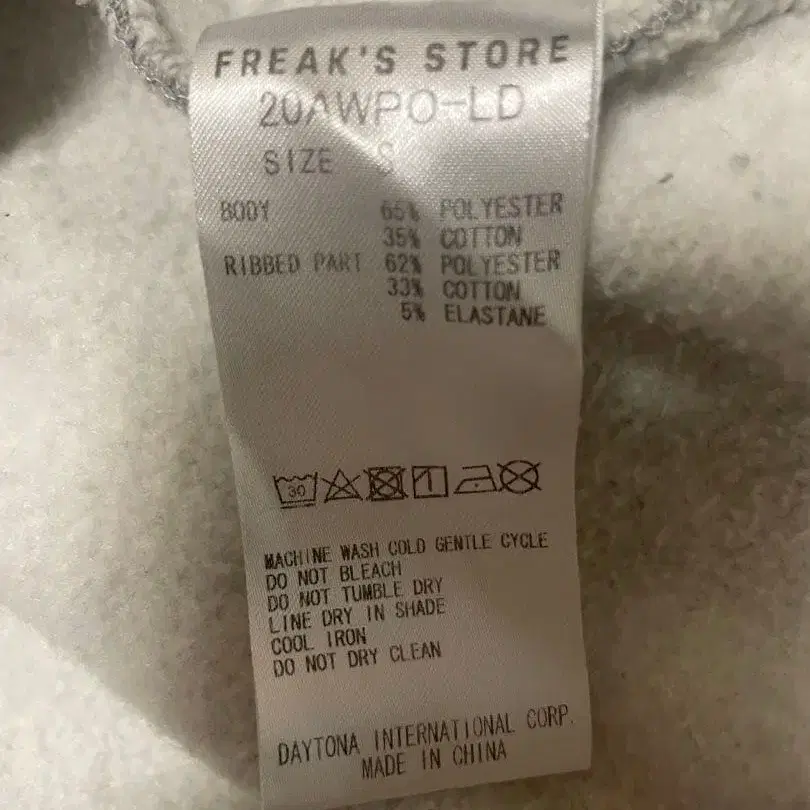 FREAK'S STORE
20AWPO-LD
SIZE S
BODY 65% POLYESTER
35% COTTON
RIBBED PART 62% POLYESTER
33% COTTON
5% ELASTANE
30
MACHINE WASH COLD GENTLE CYCLE
DO NOT BLEACH
DO NOT TUMBLE DRY
LINE DRY IN SHADE
COOL IRON
DO NOT DRY CLEAN
DAYTONA INTERNATIONAL CORP.
MADE IN CHINA